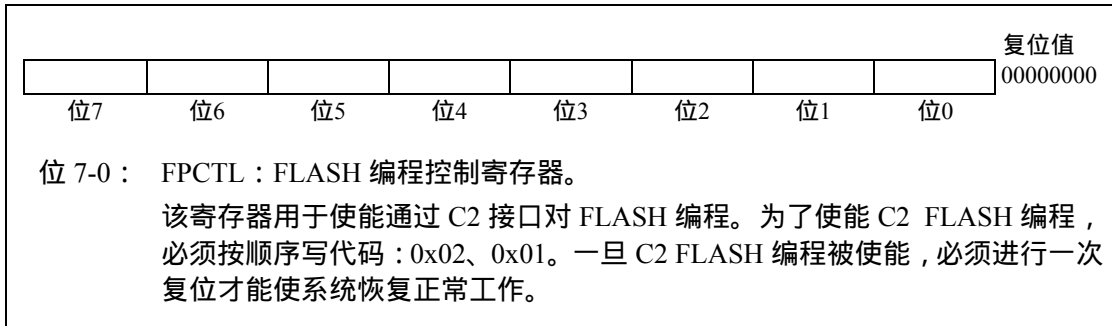 复位值
00000000
位7 位6 位5 位4 位3 位2 位1 位0
位 7-0： FPCTL：FLASH 编程控制寄存器。
该寄存器用于使能通过 C2 接口对 FLASH 编程。为了使能 C2 FLASH 编程，
必须按顺序写代码：0x02、0x01。一旦 C2 FLASH 编程被使能，必须进行一次
复位才能使系统恢复正常工作。